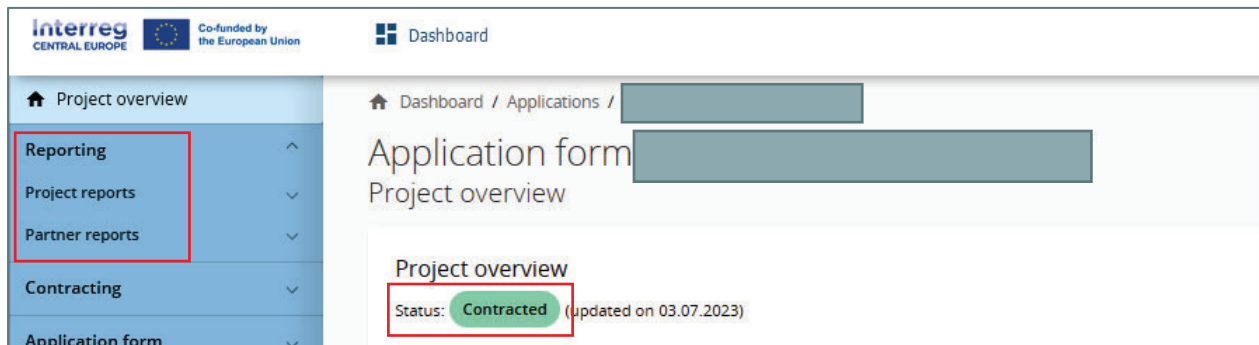 Interreg
CENTRAL EUROPE
Co-funded by
the European Union
Dashboard
Project overview
Reporting
Project reports
Partner reports
Contracting
Application form
Dashboard / Applications /
Application form
Project overview
Project overview
Status: Contracted (updated on 03.07.2023)